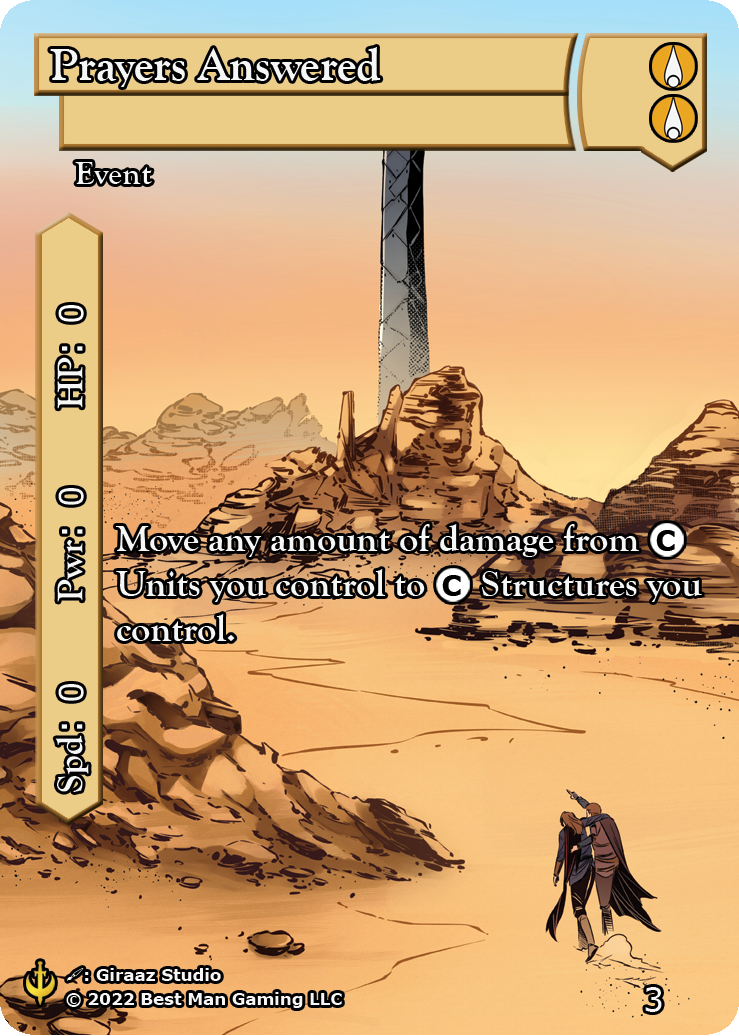 Prayers Answered
Event
HP: 0
Pwr: 0
Spd: 0
Move any amount of damage from C
Units you control to C Structures you
control.
: Giraaz Studio
© 2022 Best Man Gaming LLC
3